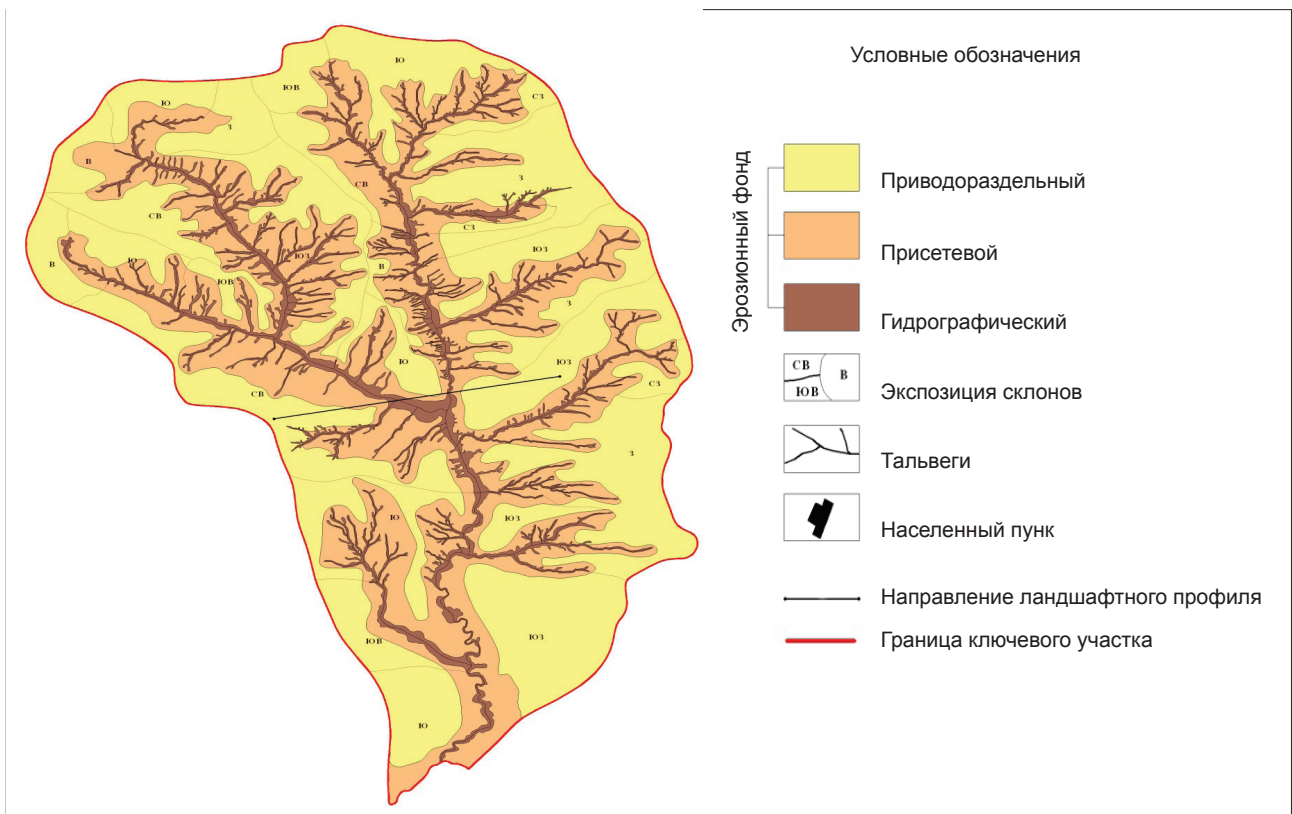 Ю
ЮВ
СЗ
Ю
З
В
З
СВ
СВ
СЗ
ЮЗ
Ю
ЮЗ
В
В
ЮВ
З
Ю
ЮЗ
СЗ
СВ
З
Ю
ЮЗ
ЮВ
ЮЗ
Ю
Условные обозначения
Эрозионный фонд
Приводораздельный
Присетевой
Гидрографический
СВ
В
ЮВ
Экспозиция склонов
Тальвеги
Населенный пунк
Направление ландшафтного профиля
Граница ключевого участка